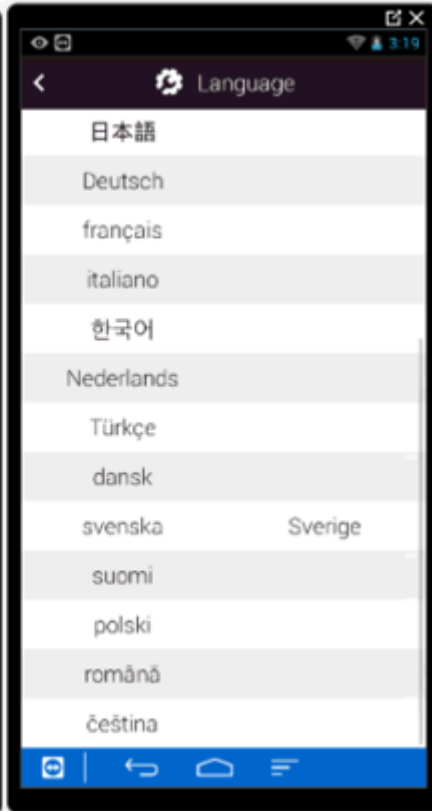 3:19
Language
日本語
Deutsch
français
italiano
한국어
Nederlands
Türkçe
dansk
svenska Sverige
suomi
polski
română
čeština